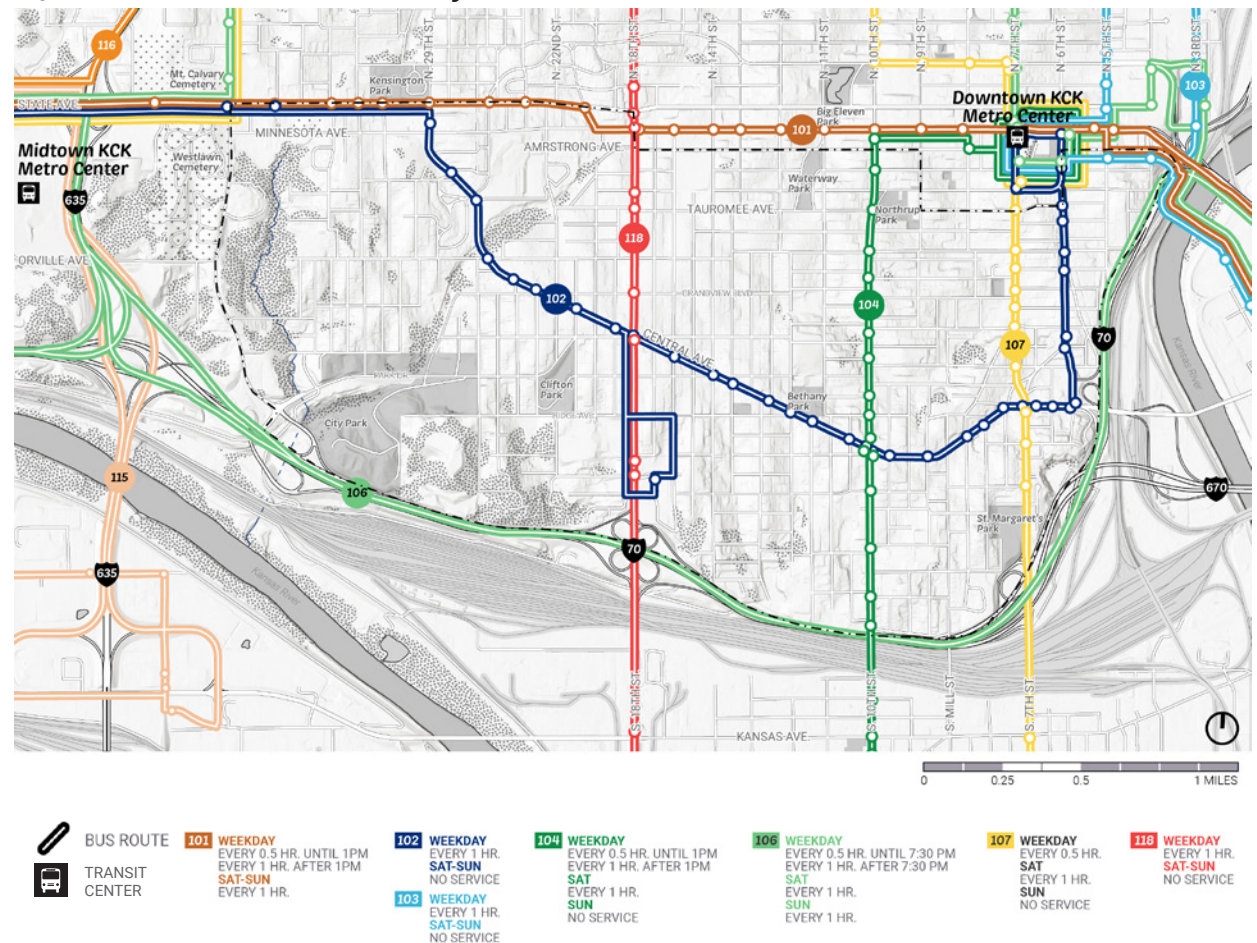 116
Mt. Calvary
Cemetery
Kensington
Park
N. 29TH ST.
N. 22ND ST.
N. 18TH ST.
N. 14TH ST.
N. 11TH ST.
N. 10TH ST.
N. 9TH ST.
N. 7TH ST.
N. 6TH ST.
N. 5TH ST.
N. 3RD ST.
103
STATE AVE.
Downtown KCK
Metro Center
Big Eleven
Park
101
MINNESOTA AVE.
AMRSTRONG AVE.
Midtown KCK
Metro Center
Westlawn
Cemetery
635
Waterway
Park
TAUROMEE AVE.
Northrup
Park
118
ORVILLE AVE.
GRANDVIEW BLVD.
102
104
CENTRAL AVE.
107
70
Kansas River
PARK DR.
Clifton
Park
Bethany
Park
RIDGE AVE.
City Park
115
106
670
St. Margaret's
Park
70
635
Kansas River
S. 18TH ST.
S. 10TH ST.
S. MILL ST.
S. 7TH ST.
KANSAS AVE.
0 0.25 0.5 1 MILES
BUS ROUTE
TRANSIT
CENTER
101 WEEKDAY
EVERY 0.5 HR. UNTIL 1PM
EVERY 1 HR. AFTER 1PM
SAT-SUN
EVERY 1 HR.
102 WEEKDAY
EVERY 1 HR.
SAT-SUN
NO SERVICE
103 WEEKDAY
EVERY 1 HR.
SAT-SUN
NO SERVICE
104 WEEKDAY
EVERY 0.5 HR. UNTIL 1PM
EVERY 1 HR. AFTER 1PM
SAT
EVERY 1 HR.
SUN
NO SERVICE
106 WEEKDAY
EVERY 0.5 HR. UNTIL 7:30 PM
EVERY 1 HR. AFTER 7:30 PM
SAT
EVERY 1 HR.
SUN
EVERY 1 HR.
107 WEEKDAY
EVERY 0.5 HR.
SAT
EVERY 1 HR.
SUN
NO SERVICE
118 WEEKDAY
EVERY 1 HR.
SAT-SUN
NO SERVICE